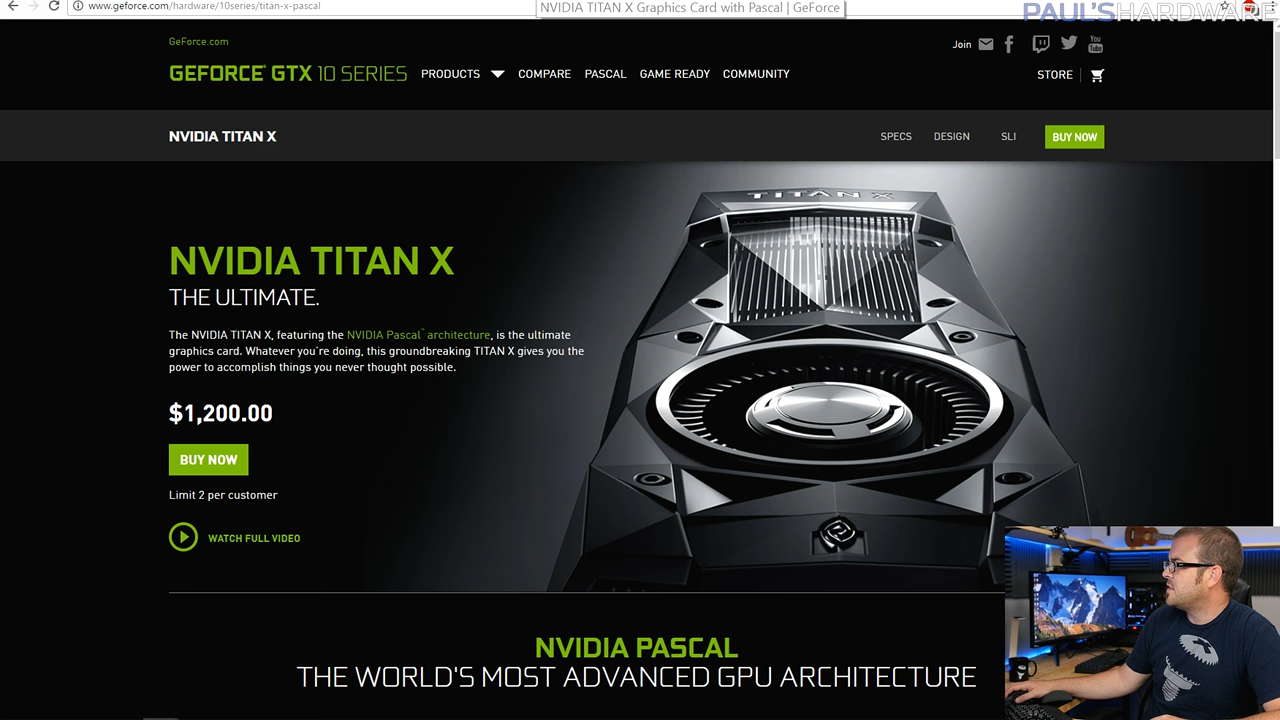 www.geforce.com/hardware/10series/titan-x-pascal
NVIDIA TITAN X Graphics Card with Pascal | GeForce
PAUL'SHARDWARE
GeForce.com
Join
You
Tube
GEFORCE GTX 10 SERIES
PRODUCTS
COMPARE
PASCAL
GAME READY
COMMUNITY
STORE
NVIDIA TITAN X
SPECS
DESIGN
SLI
BUY NOW
TITAN X
NVIDIA TITAN X
THE ULTIMATE.
The NVIDIA TITAN X, featuring the NVIDIA Pascal™ architecture, is the ultimate
graphics card. Whatever you're doing, this groundbreaking TITAN X gives you the
power to accomplish things you never thought possible.
$1,200.00
BUY NOW
Limit 2 per customer
WATCH FULL VIDEO
NVIDIA PASCAL
THE WORLD'S MOST ADVANCED GPU ARCHITECTURE